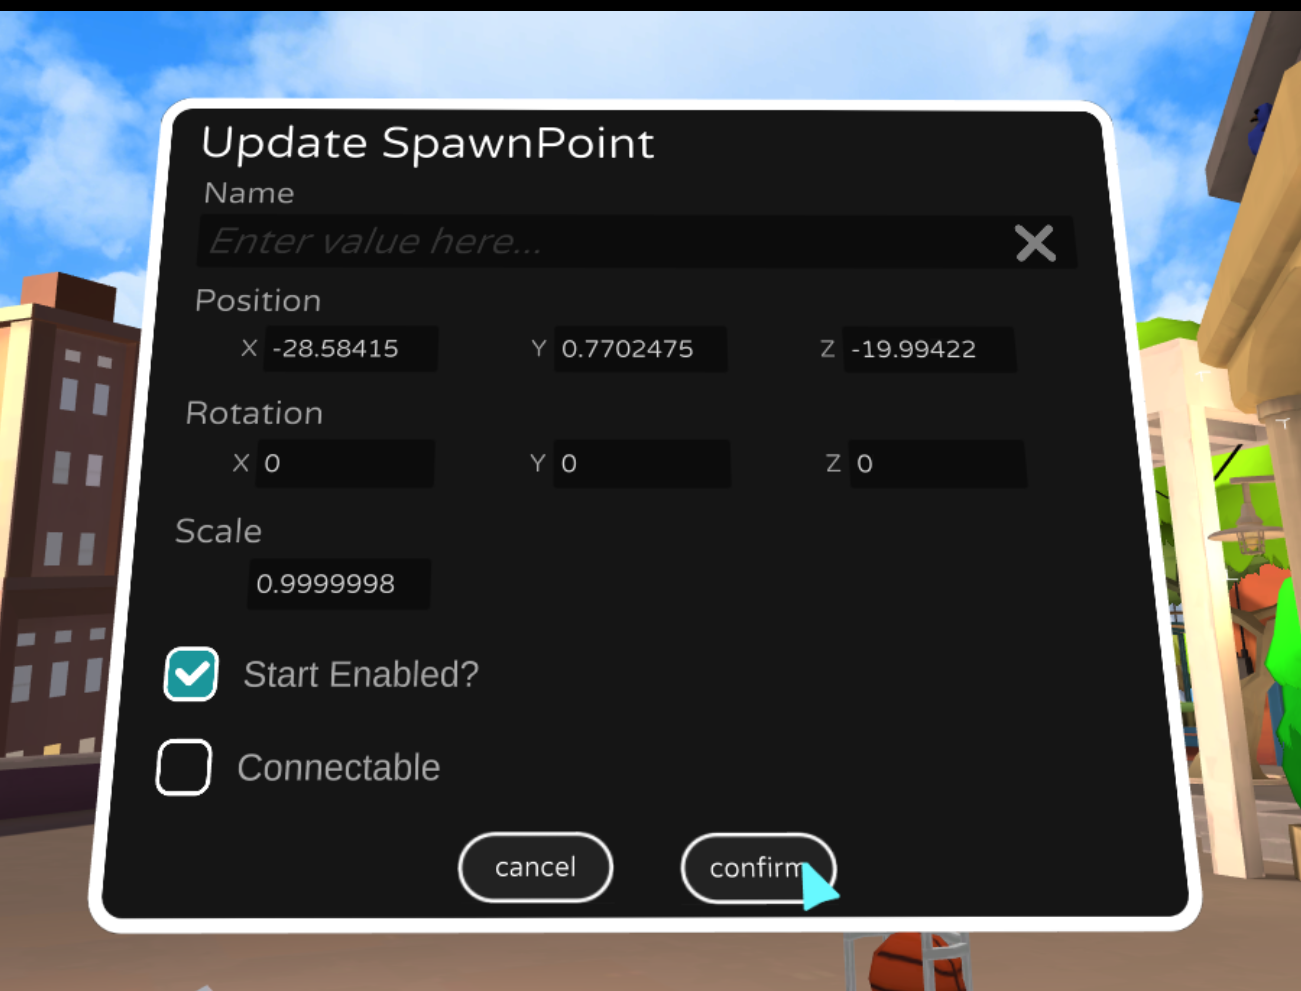 Update SpawnPoint
Name
Enter value here...
Position
X -28.58415 Y 0.7702475 Z -19.99422
Rotation
X 0 Y 0 Z 0
Scale
0.9999998
Start Enabled?
Connectable
cancel confirm